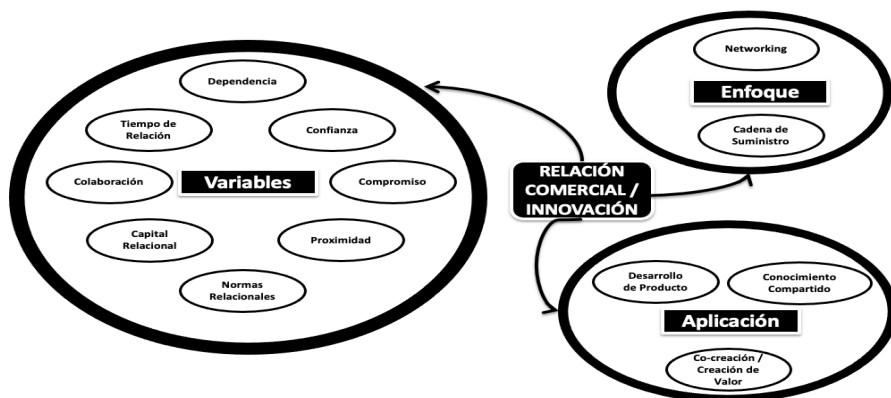 Dependencia
Tiempo de
Relación
Confianza
Colaboración
Variables
Compromiso
Capital
Relacional
Proximidad
Normas
Relacionales
RELACIÓN
COMERCIAL /
INNOVACIÓN
Networking
Enfoque
Cadena de
Suministro
Desarrollo
de Producto
Conocimiento
Compartido
Aplicación
Co-creación /
Creación de
Valor